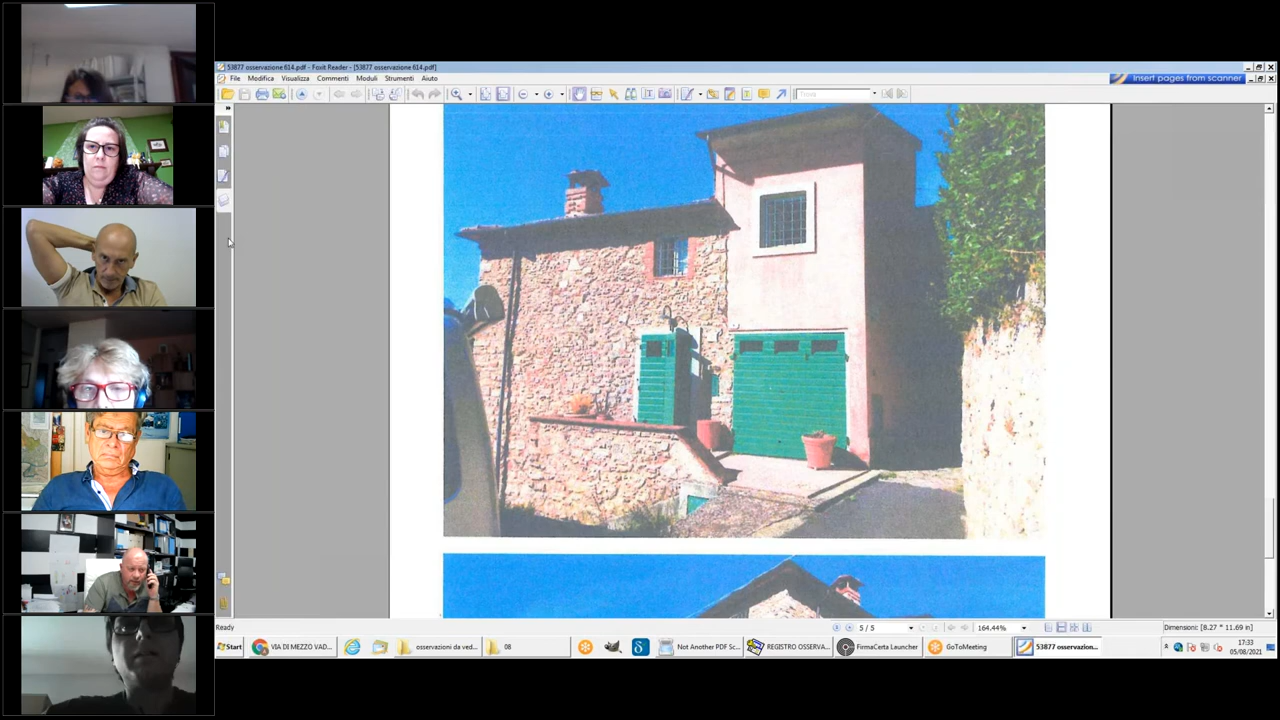 53877 osservazione 614.pdf - Foxit Reader - [53877 osservazione 614.pdf]
File Modifica Visualizza Commenti Moduli Strumenti Aiuto
Insert pages from scanner
Trova
Ready
5 / 5
164.44%
Dimensioni: [8.27 * 11.69 in]
Start
VIA DI MEZZO VAD...
osservazioni da ved...
08
Not Another PDF Sc...
REGISTRO OSSERVA...
FirmaCerta Launcher
GoToMeeting
53877 osservazion...
17:33
05/08/2021